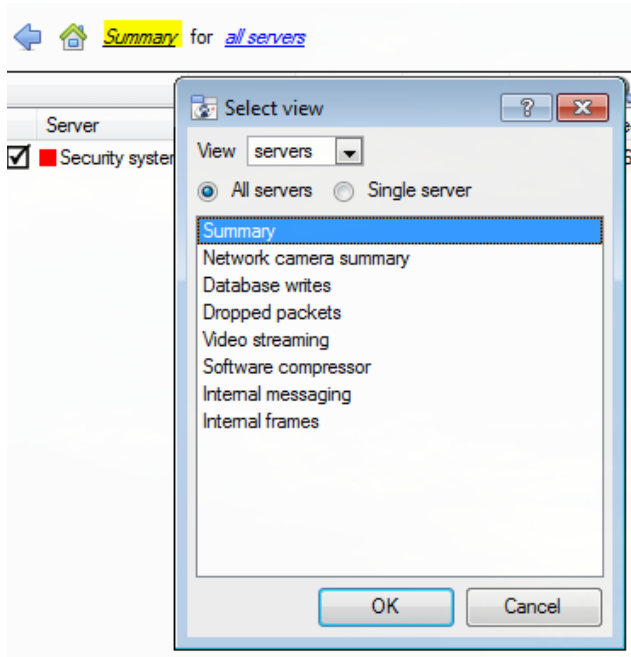 Summary for all servers
Select view
?
Server
View servers
Security syster
All servers Single server
Summary
Network camera summary
Database writes
Dropped packets
Video streaming
Software compressor
Internal messaging
Internal frames
OK Cancel